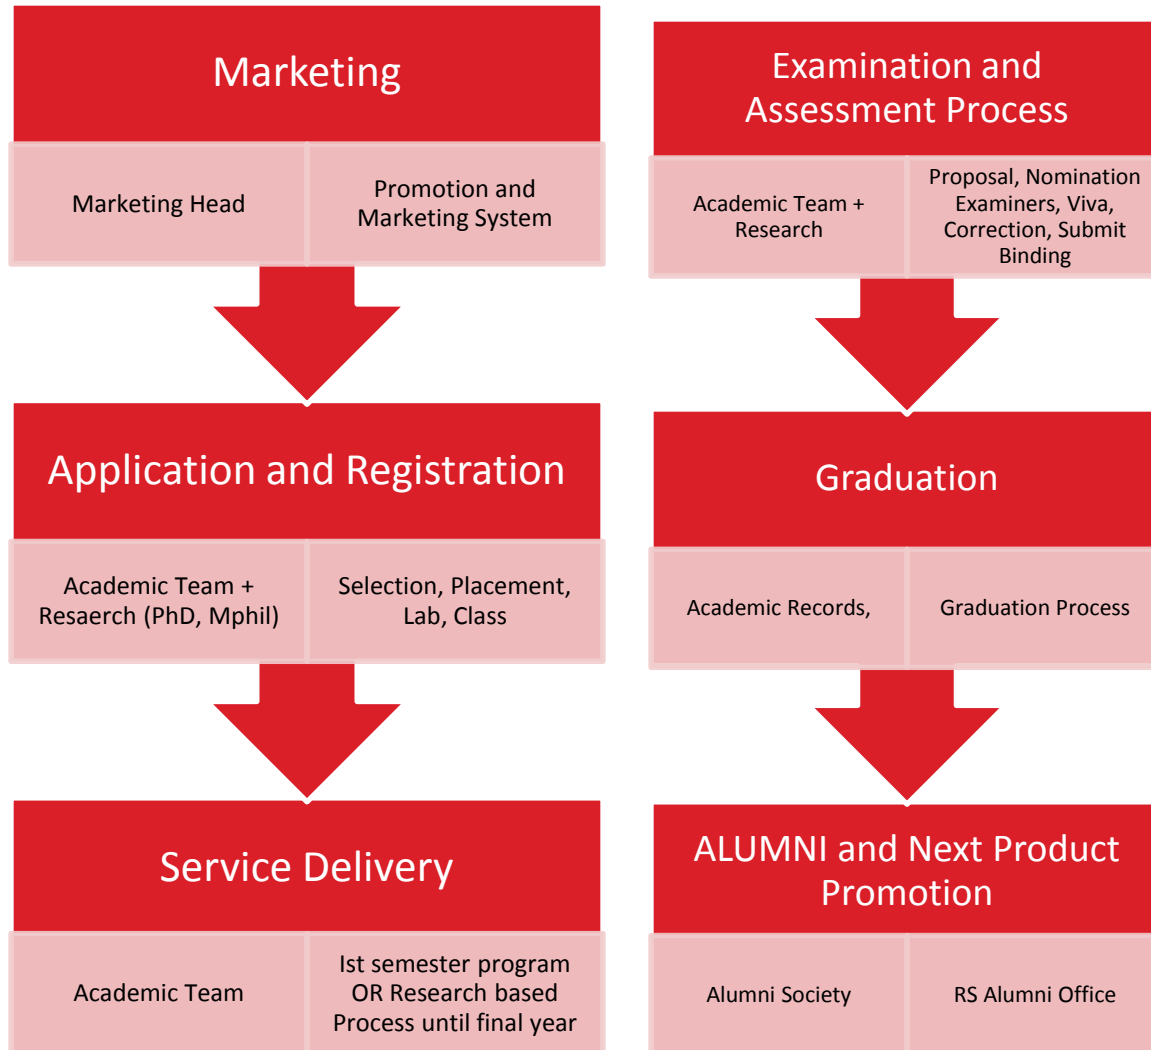 Marketing
Marketing Head
Promotion and
Marketing System
Application and Registration
Academic Team +
Resaerch (PhD, Mphil)
Selection, Placement,
Lab, Class
Service Delivery
Academic Team
Ist semester program
OR Research based
Process until final year
Examination and
Assessment Process
Academic Team +
Research
Proposal, Nomination
Examiners, Viva,
Correction, Submit
Binding
Graduation
Academic Records,
Graduation Process
ALUMNI and Next Product
Promotion
Alumni Society
RS Alumni Office